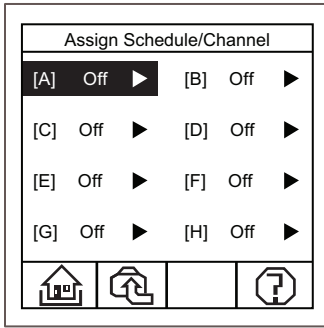 Assign Schedule/Channel
[A] Off ▶ [B] Off ▶
[C] Off ▶ [D] Off ▶
[E] Off ▶ [F] Off ▶
[G] Off ▶ [H] Off ▶
?